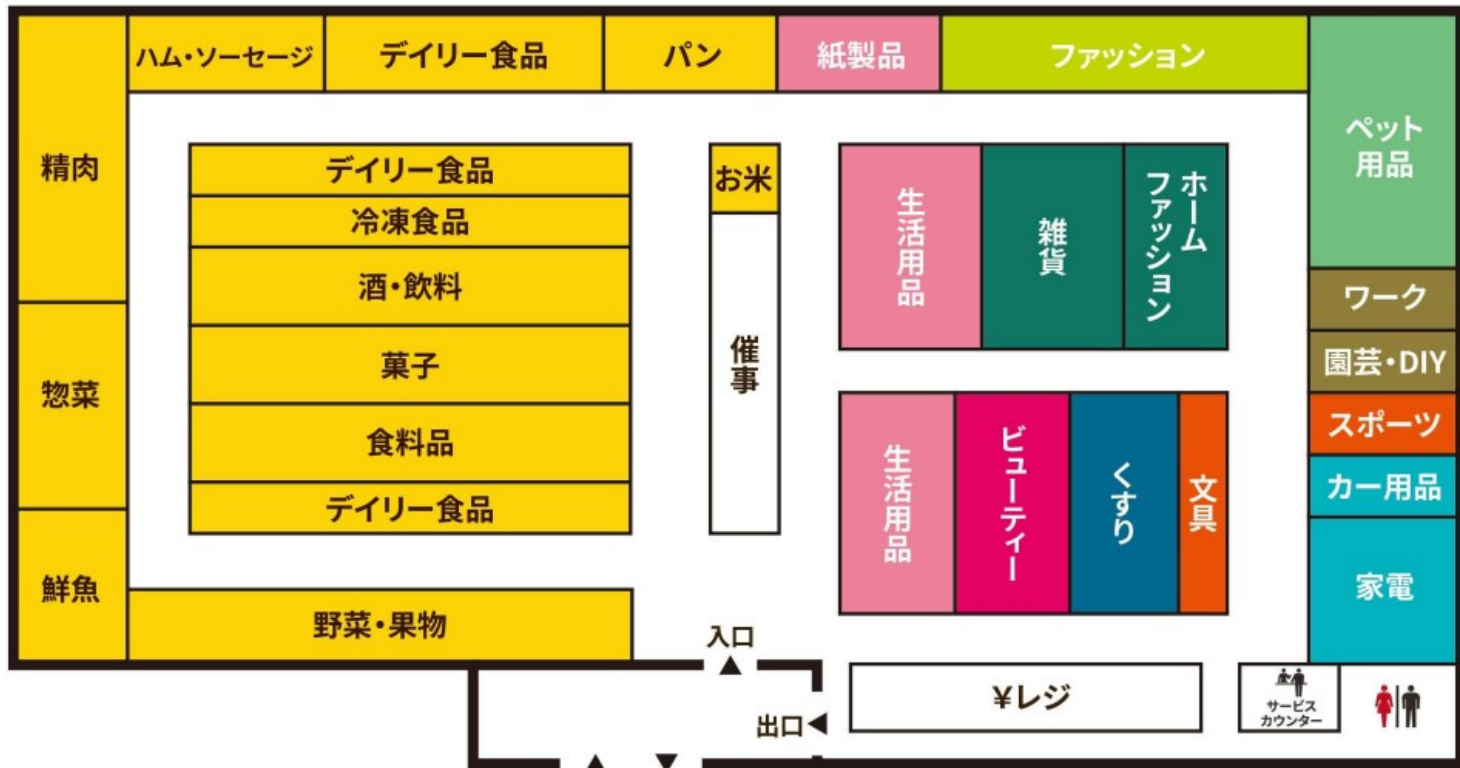 ハム・ソーセージ
デイリー食品
パン
紙製品
ファッション
ペット
用品
精肉
デイリー食品
冷凍食品
酒・飲料
菓子
食料品
デイリー食品
お米
催事
生活用品
雑貨
ホーム
ファッション
ワーク
園芸・DIY
スポーツ
カー用品
家電
惣菜
鮮魚
野菜・果物
生活用品
ビューティー
くすり
文具
入口
出口
¥レジ
サービス
カウンター